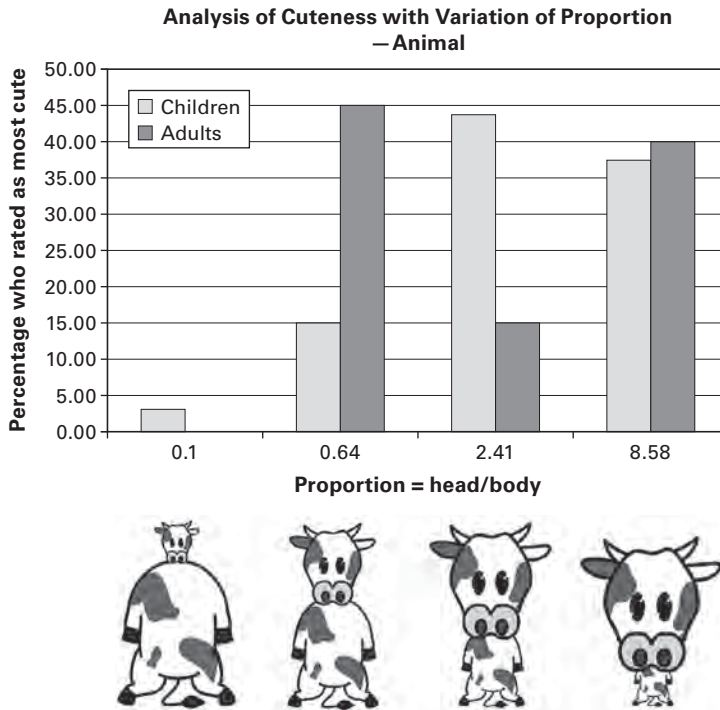 Analysis of Cuteness with Variation of Proportion
—Animal
Percentage who rated as most cute
50.00
45.00
40.00
35.00
30.00
25.00
20.00
15.00
10.00
5.00
0.00
Children
Adults
0.1 0.64 2.41 8.58
Proportion = head/body